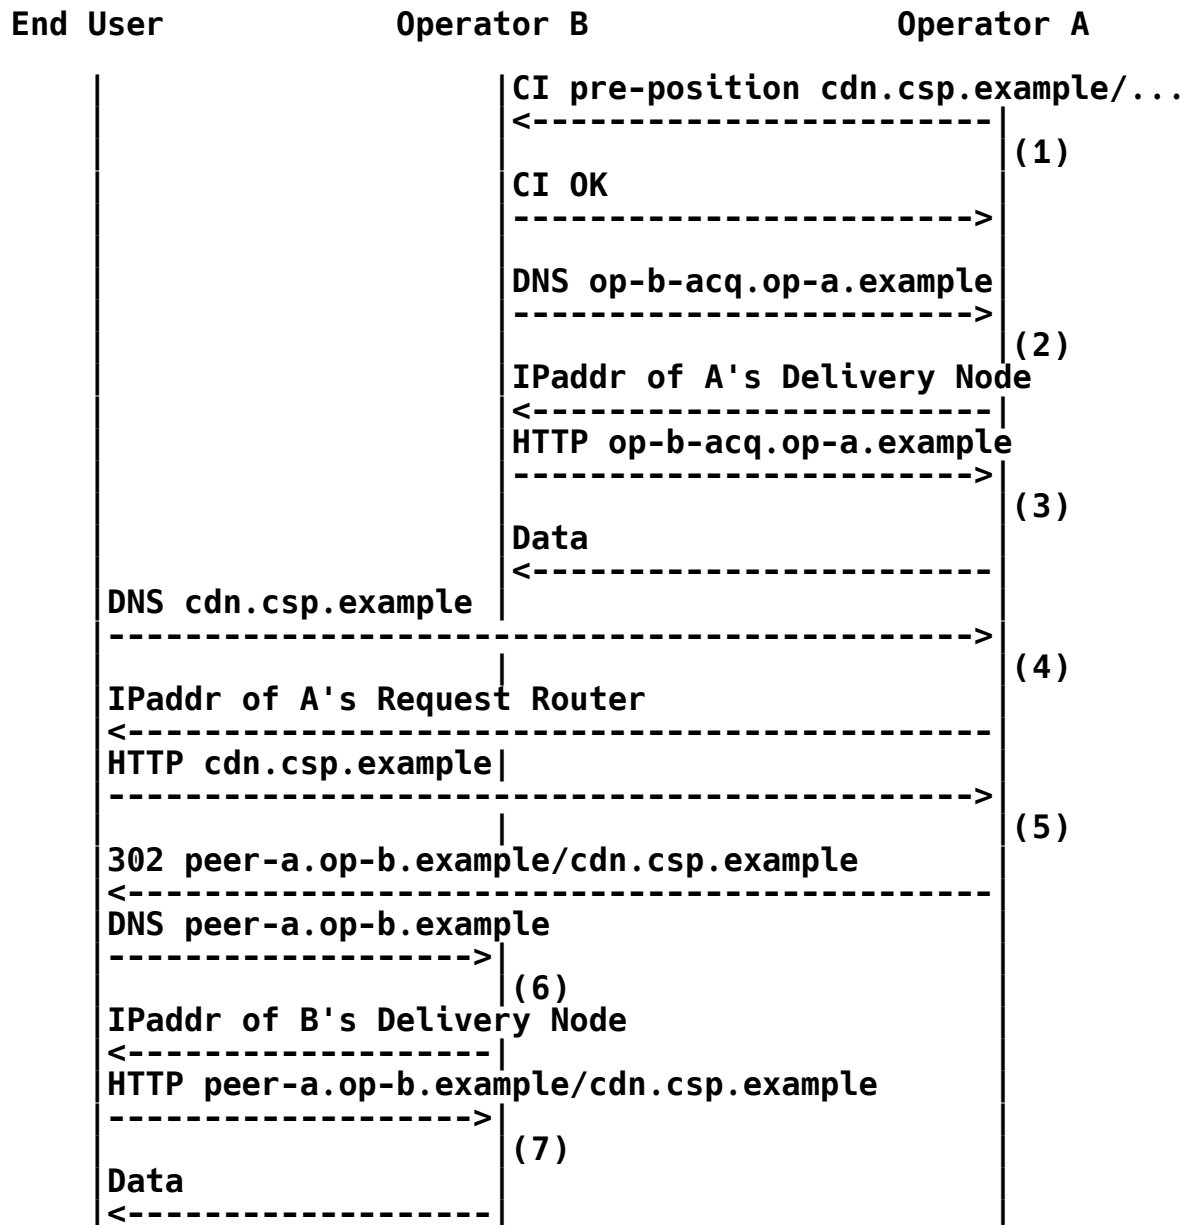 End User            Operator B                Operator A
CI pre-position cdn.csp.example/...
(1)
CI OK
DNS op-b-acq.op-a.example
(2)
IPaddr of A's Delivery Node
HTTP op-b-acq.op-a.example
(3)
Data
DNS cdn.csp.example
(4)
IPaddr of A's Request Router
HTTP cdn.csp.example
(5)
302 peer-a.op-b.example/cdn.csp.example
DNS peer-a.op-b.example
(6)
IPaddr of B's Delivery Node
HTTP peer-a.op-b.example/cdn.csp.example
(7)
Data